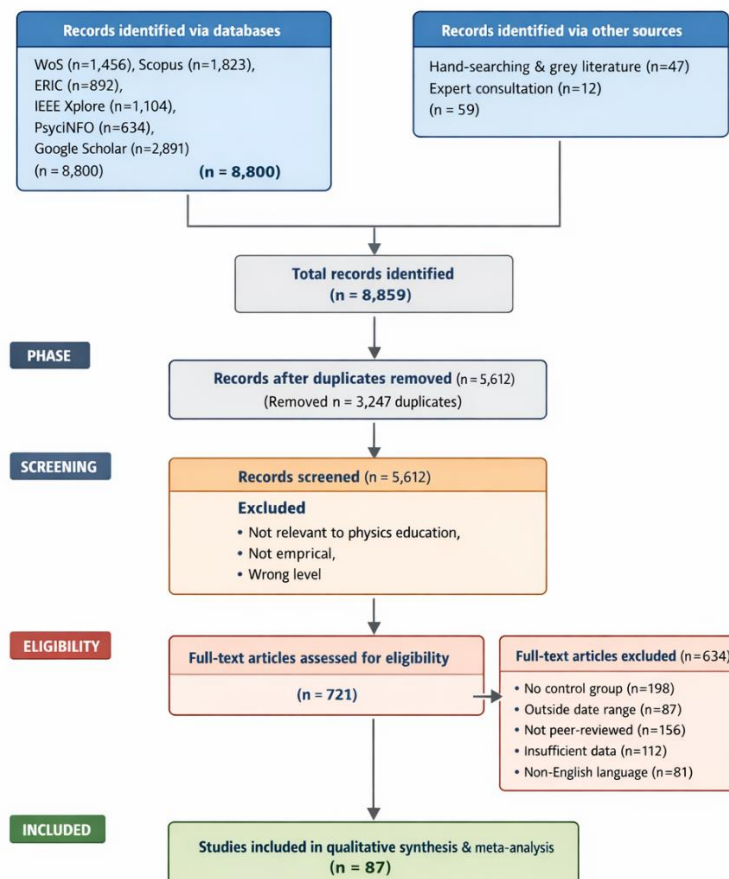 Records identified via databases
WoS (n=1,456), Scopus (n=1,823),
ERIC (n=892),
IEEE Xplore (n=1,104),
PsyciNFO (n=634),
Google Scholar (n=2,891)
(n = 8,800) (n = 8,800)
Records identified via other sources
Hand-searching & grey literature (n=47)
Expert consultation (n=12)
(n = 59)
Total records identified
(n = 8,859)
PHASE
Records after duplicates removed (n=5,612)
(Removed n = 3,247 duplicates)
SCREENING
Records screened (n = 5,612)
Excluded
• Not relevant to physics education,
• Not emprical,
• Wrong level
ELIGIBILITY
Full-text articles assessed for eligibility
(n = 721)
Full-text articles excluded (n=634)
• No control group (n=198)
• Outside date range (n=87)
• Not peer-reviewed (n=156)
• Insufficient data (n=112)
• Non-English language (n=81)
INCLUDED
Studies included in qualitative synthesis & meta-analysis
(n = 87)